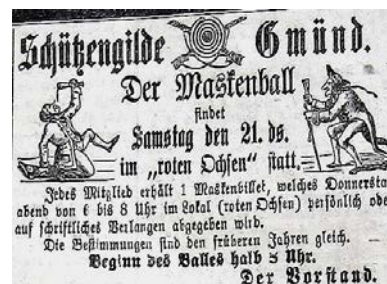 Schützengilde Gmünd.
Der Maskenball
findet
Samstag den 21. ds.
im „roten Ochsen“ statt.
Jedes Mitglied erhält 1 Maskenbillet, welches Donnersta
abend von 6 bis 8 Uhr im Lokal (roten Ochsen) persönlich ode
auf schriftliches Verlangen abgegeben wird.
Die Bestimmungen sind den früheren Jahren gleich.
Beginn des Balles halb 8 Uhr.
Der Vorstand.